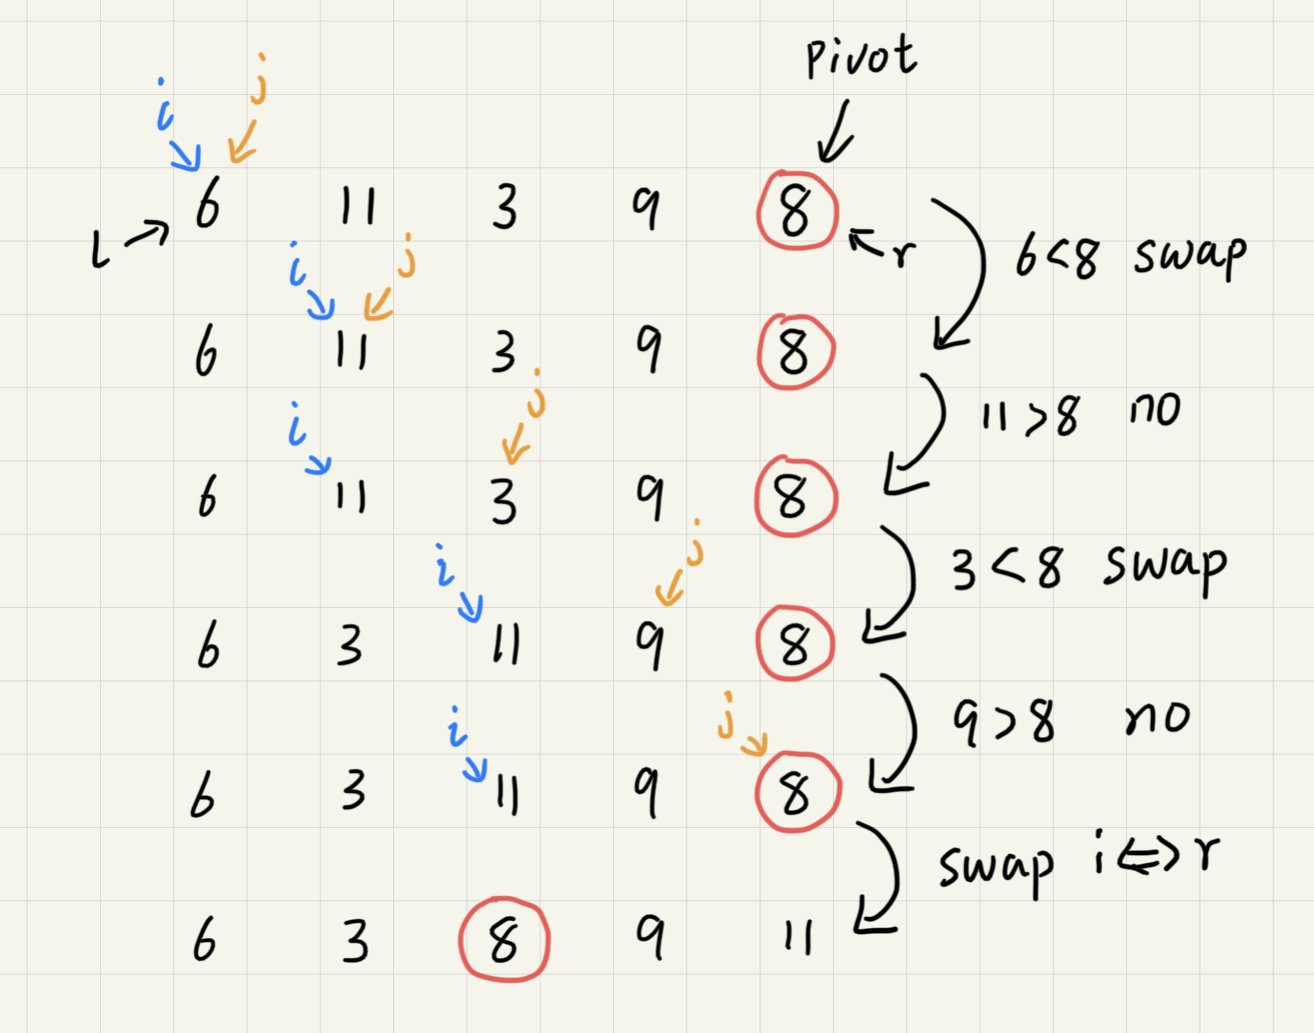 Pivot
i j
6 11 3 9 8
L r
6<8 swap
i j
6 11 3 9 8
11>8 no
i j
6 11 3 9 8
3<8 swap
i j
6 3 11 9 8
9>8 no
i j
6 3 11 9 8
swap i⇔r
6 3 8 9 11